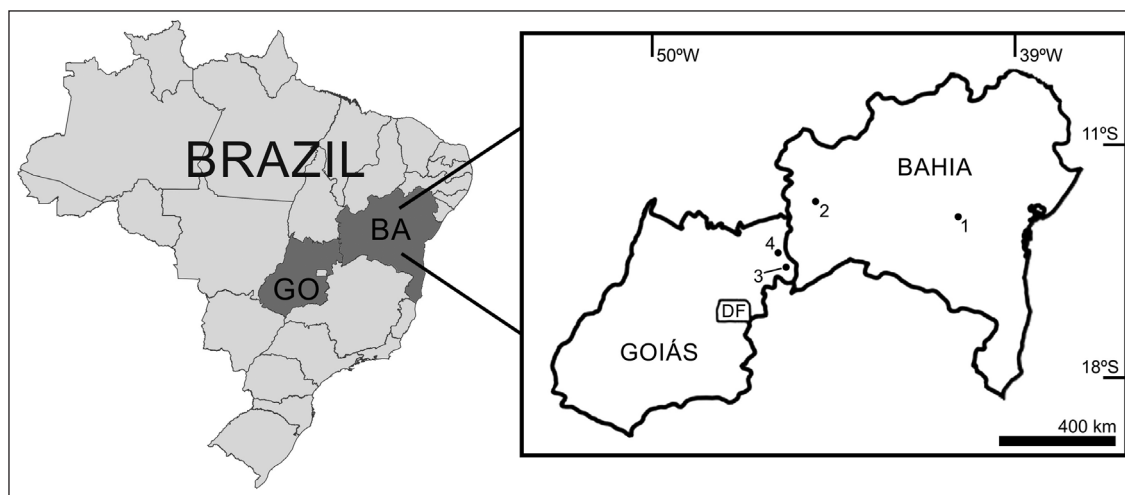 BRAZIL
BA
GO
50ºW
39ºW
11ºS
BAHIA
2
1
4
3
DF
GOIÁS
18ºS
400 km